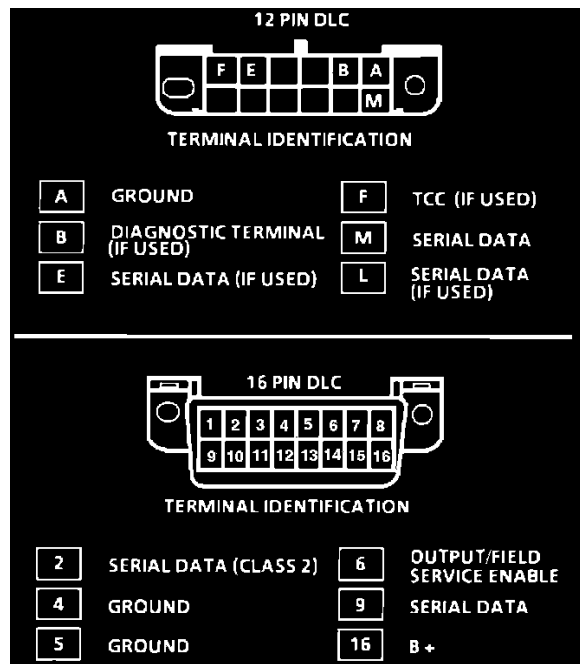 12 PIN DLC
F E B A
M
TERMINAL IDENTIFICATION
A GROUND
F TCC (IF USED)
B DIAGNOSTIC TERMINAL
(IF USED)
M SERIAL DATA
E SERIAL DATA (IF USED)
L SERIAL DATA
(IF USED)
16 PIN DLC
1 2 3 4 5 6 7 8
9 10 11 12 13 14 15 16
TERMINAL IDENTIFICATION
2 SERIAL DATA (CLASS 2)
6 OUTPUT/FIELD
SERVICE ENABLE
4 GROUND
9 SERIAL DATA
5 GROUND
16 B+